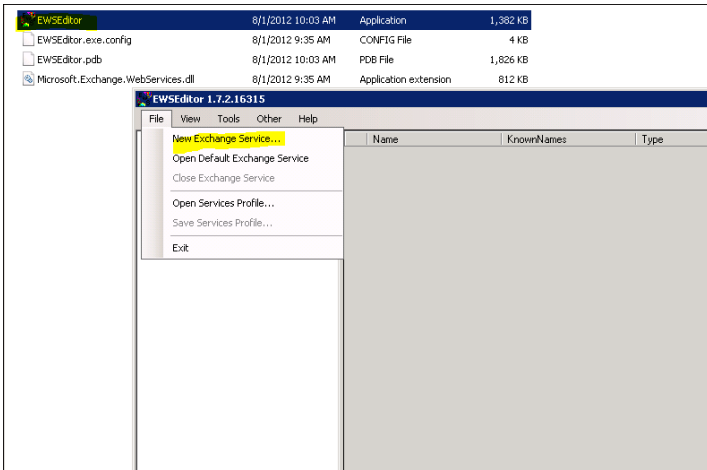 EWSEditor 8/1/2012 10:03 AM Application 1,382 KB
EWSEditor.exe.config 8/1/2012 9:35 AM CONFIG File 4 KB
EWSEditor.pdb 8/1/2012 10:03 AM PDB File 1,826 KB
Microsoft.Exchange.WebServices.dll 8/1/2012 9:35 AM Application extension 812 KB
EWSEditor 1.7.2.16315
File View Tools Other Help
Name KnownNames Type
New Exchange Service...
Open Default Exchange Service
Close Exchange Service
Open Services Profile...
Save Services Profile...
Exit